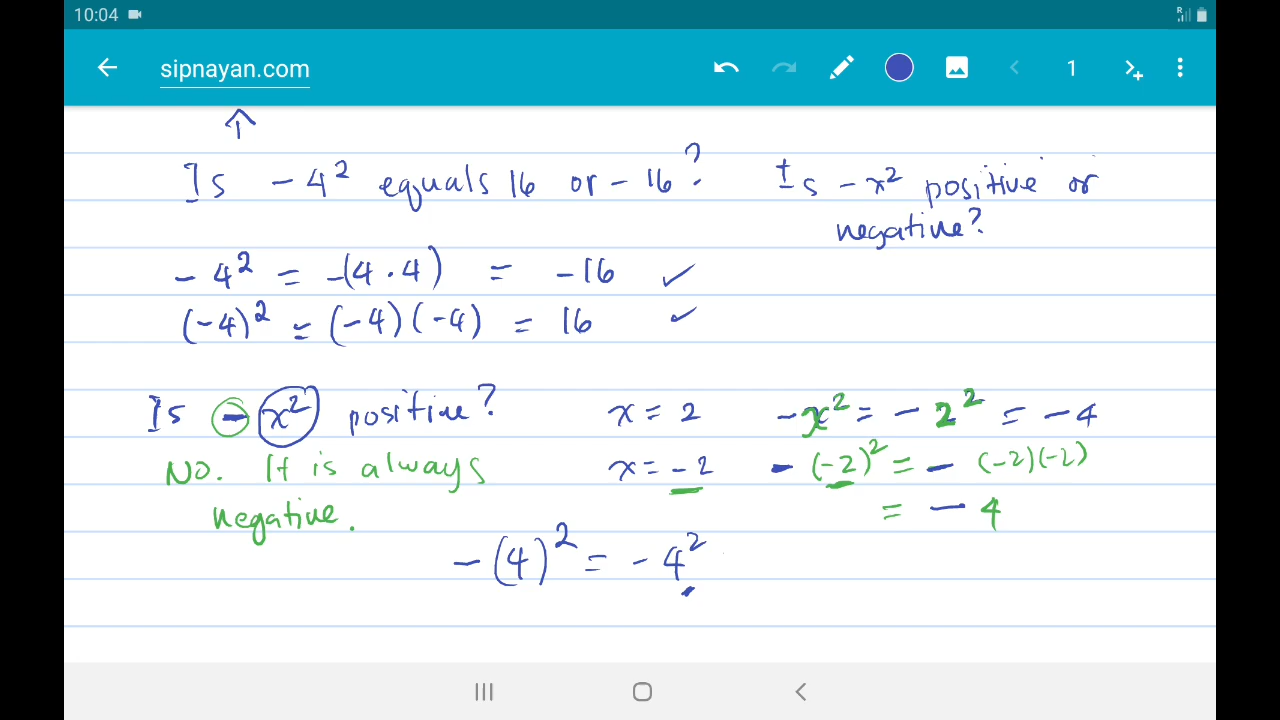 10:04
sipnayan.com
1
Is -4² equals 16 or -16?
Is -x² positive or
negative?
-4² = -(4·4) = -16 ✓
(-4)² = (-4)(-4) = 16 ✓
Is -x² positive?
No. It is always
negative.
x = 2 -x² = -2² = -4
x = -2 -(-2)² = -(-2)(-2)
= -4
-(4)² = -4²